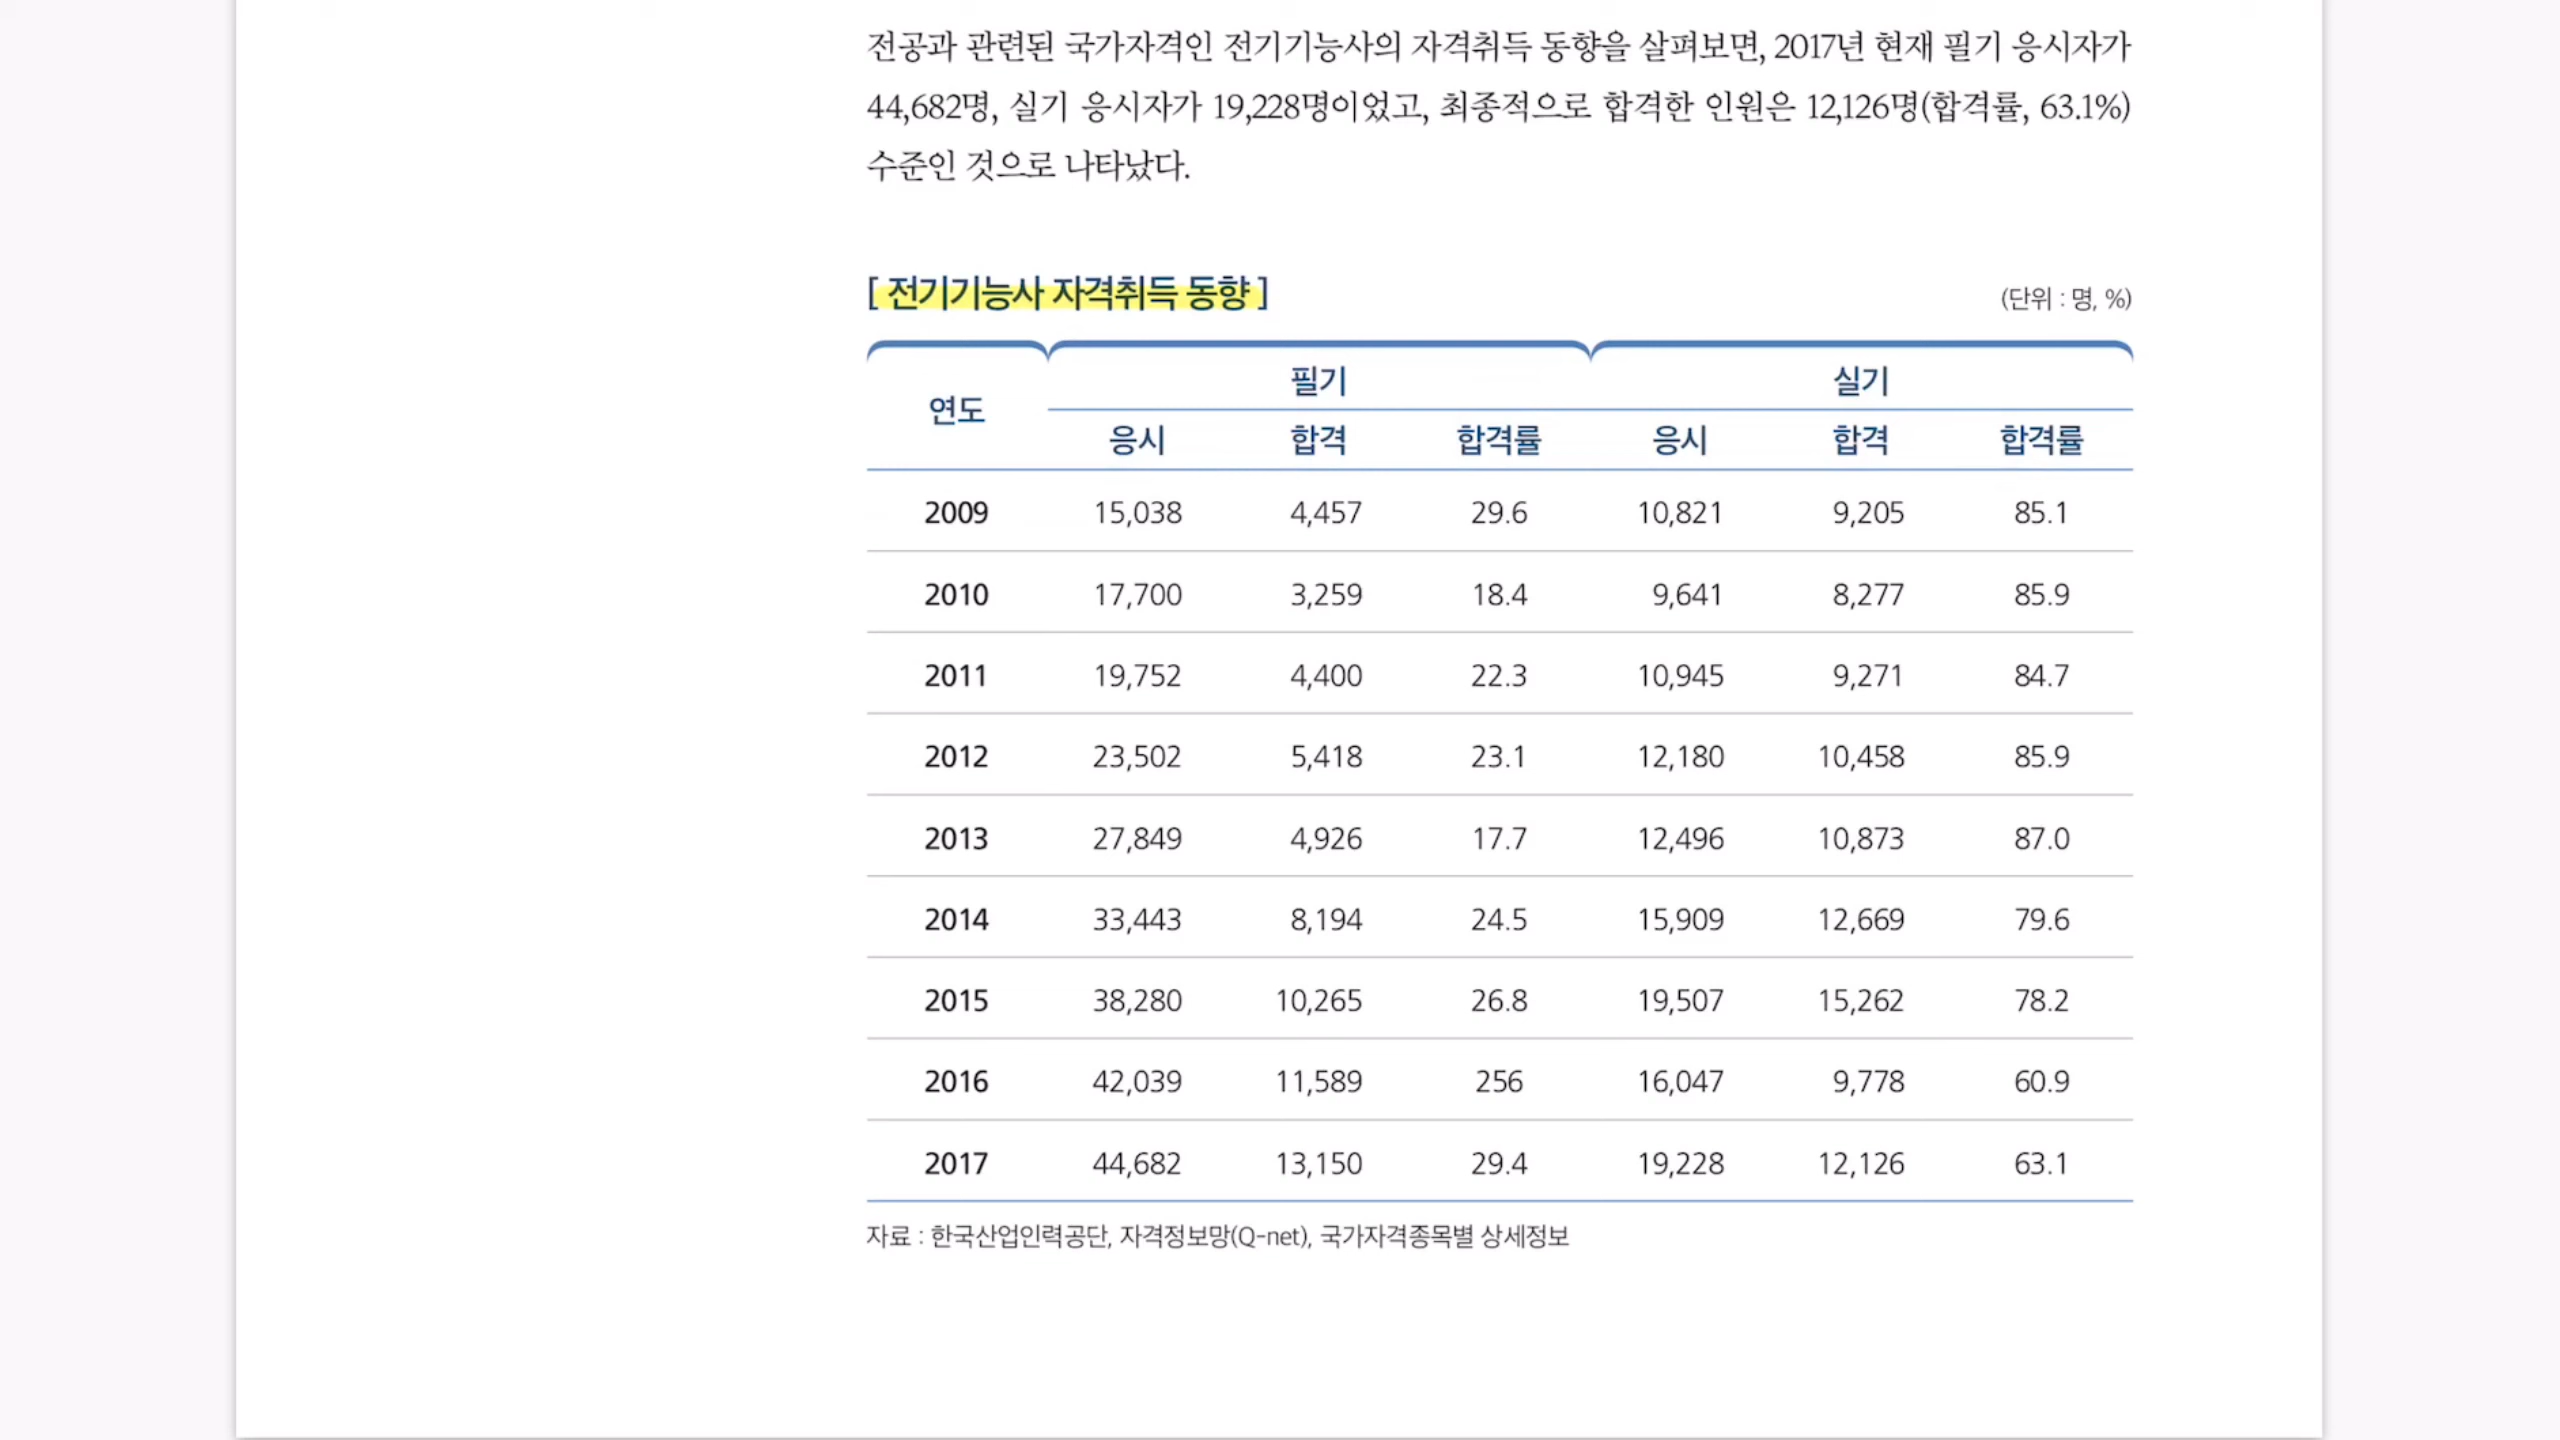 전공과 관련된 국가자격인 전기기능사의 자격취득 동향을 살펴보면, 2017년 현재 필기 응시자가
44,682명, 실기 응시자가 19,228명이었고, 최종적으로 합격한 인원은 12,126명(합격률, 63.1%)
수준인 것으로 나타났다.
[ 전기기능사 자격취득 동향 ] (단위 : 명, %)
연도 필기 실기
응시 합격 합격률 응시 합격 합격률
2009 15,038 4,457 29.6 10,821 9,205 85.1
2010 17,700 3,259 18.4 9,641 8,277 85.9
2011 19,752 4,400 22.3 10,945 9,271 84.7
2012 23,502 5,418 23.1 12,180 10,458 85.9
2013 27,849 4,926 17.7 12,496 10,873 87.0
2014 33,443 8,194 24.5 15,909 12,669 79.6
2015 38,280 10,265 26.8 19,507 15,262 78.2
2016 42,039 11,589 256 16,047 9,778 60.9
2017 44,682 13,150 29.4 19,228 12,126 63.1
자료 : 한국산업인력공단, 자격정보망(Q-net), 국가자격종목별 상세정보